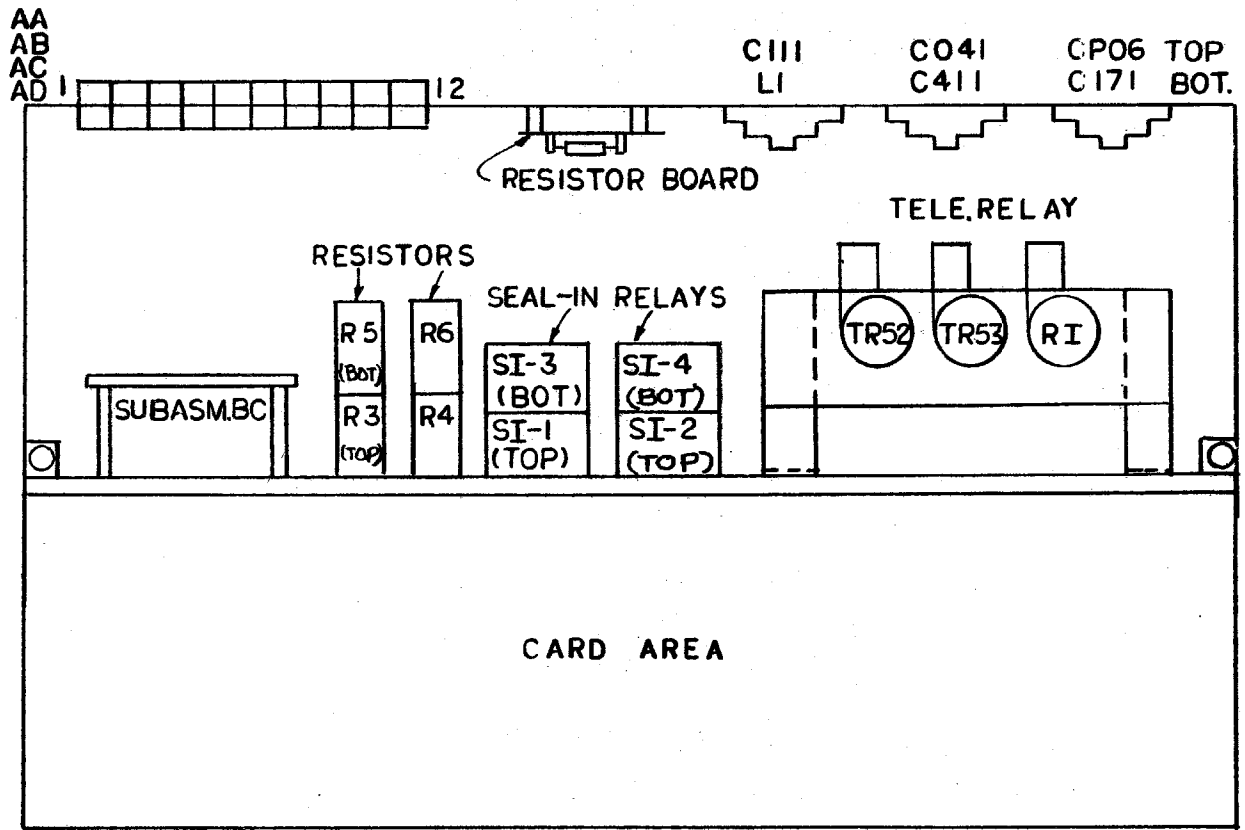 AA
AB
AC
AD 1 12
C111 CO41 CP06 TOP
L1 C411 C171 BOT.
RESISTOR BOARD
TELE. RELAY
RESISTORS
SEAL-IN RELAYS
R5 (BOT)
R6
R3 (TOP)
R4
SI-3 (BOT)
SI-4 (BOT)
SI-1 (TOP)
SI-2 (TOP)
TR52 TR53 RI
SUBASM.BC
CARD AREA